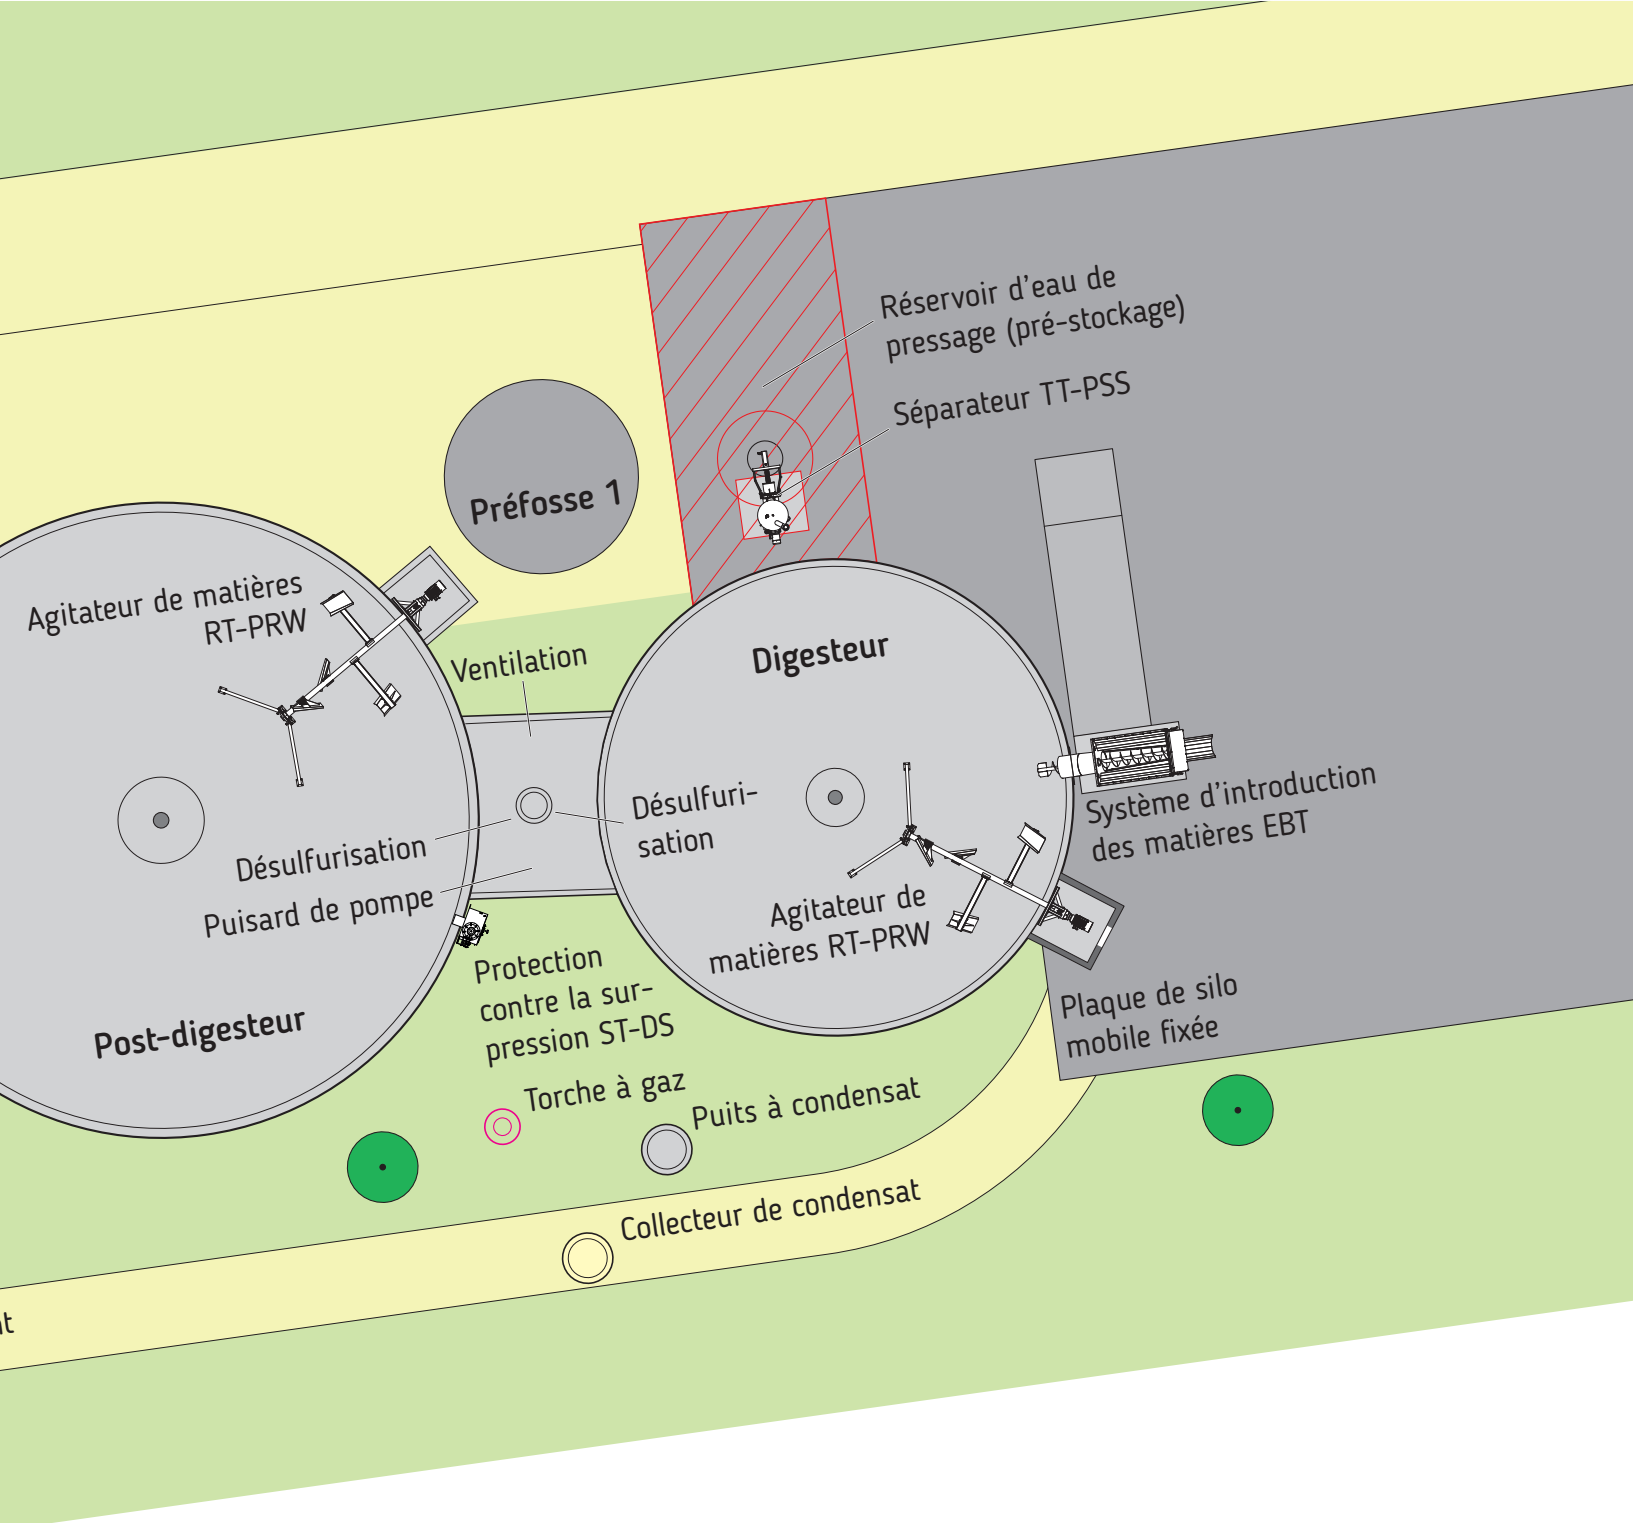 Réservoir d'eau de
pressage (pré-stockage)
Séparateur TT-PSS
Préfosse 1
Agitateur de matières
RT-PRW
Ventilation
Digesteur
Désulfuri-
sation
Système d'introduction
des matières EBT
Désulfurisation
Puisard de pompe
Agitateur de
matières RT-PRW
Protection
contre la sur-
pression ST-DS
Plaque de silo
mobile fixée
Post-digesteur
Torche à gaz
Puits à condensat
Collecteur de condensat